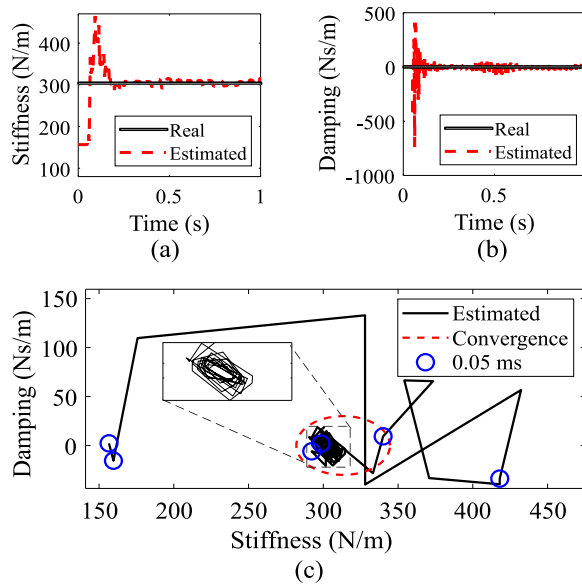 400
300
200
100
Stiffness (N/m)
Real
Estimated
0
0.5
1
Time (s)
(a)
500
0
-500
-1000
Damping (Ns/m)
Real
Estimated
0
0.5
Time (s)
(b)
150
100
50
0
Damping (Ns/m)
Estimated
Convergence
0.05 ms
150
200
250
300
350
400
450
Stiffness (N/m)
(c)